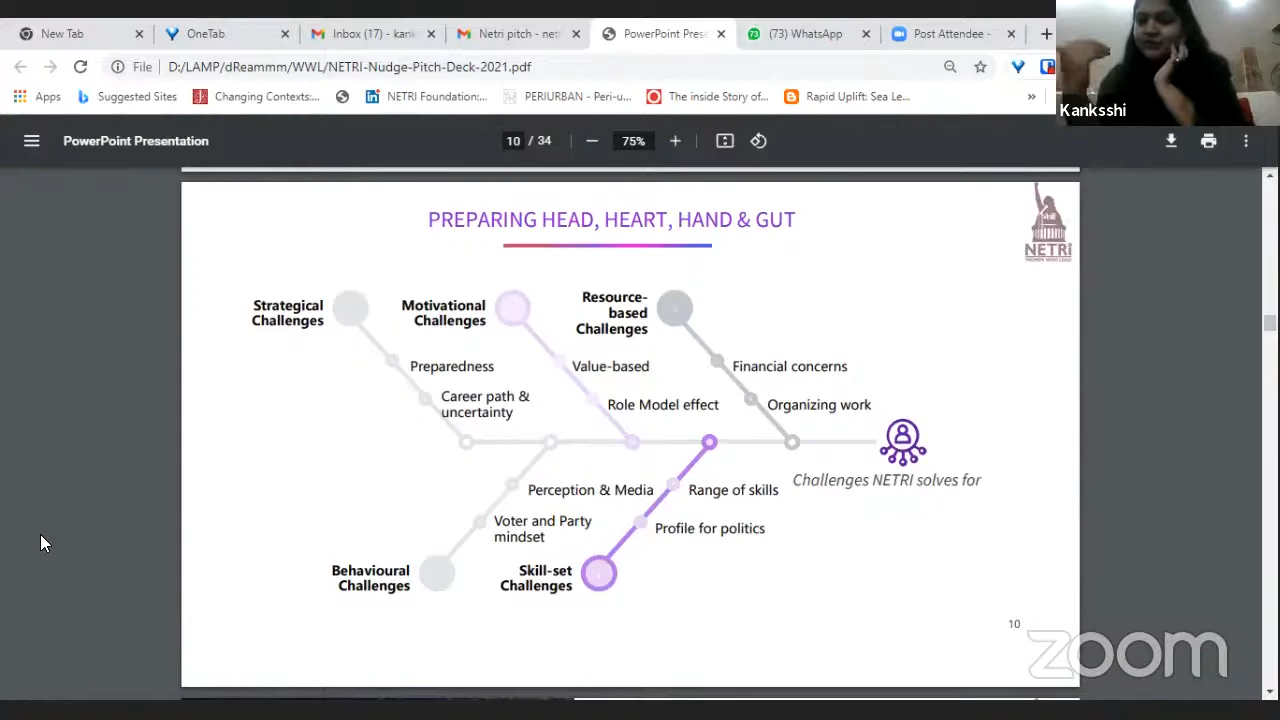 New Tab
OneTab
Inbox (17) - kank
Netri pitch - net
PowerPoint Pres
(73) WhatsApp
Post Attendee -
File
D:/LAMP/dReammm/WWL/NETRI-Nudge-Pitch-Deck-2021.pdf
Apps
Suggested Sites
Changing Contexts:...
NETRI Foundation:...
PERIURBAN - Peri-u...
The inside Story of...
Rapid Uplift: Sea Le...
»
Kanksshi
PowerPoint Presentation
10 / 34
75%
PREPARING HEAD, HEART, HAND & GUT
NETRi
WOMEN WHO LEAD
Strategical
Challenges
Motivational
Challenges
Resource-
based
Challenges
Preparedness
Value-based
Financial concerns
Career path &
uncertainty
Role Model effect
Organizing work
Challenges NETRI solves for
Perception & Media
Range of skills
Voter and Party
mindset
Profile for politics
Behavioural
Challenges
Skill-set
Challenges
10
zoom